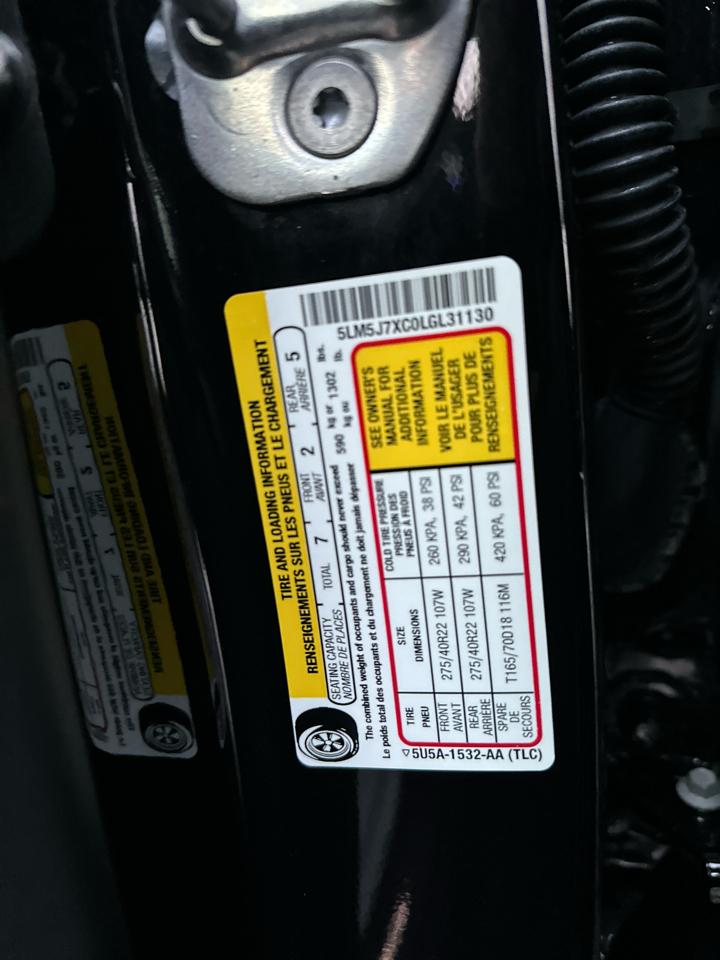 TIRE AND LOADING INFORMATION
RENSEIGNEMENTS SUR LES PNEUS ET LE CHARGEMENT
SEATING CAPACITY
NOMBRE DE PLACES
TOTAL 7
FRONT
AVANT 2
REAR
ARRIÈRE 5
The combined weight of occupants and cargo should never exceed 590 kg or 1302 lbs.
Le poids total des occupants et du chargement ne doit jamais dépasser kg ou lb.
5LM5J7XC0LGL31130
TIRE SIZE COLD TIRE PRESSURE
PNEU DIMENSIONS PRESSION DES
PNEUS À FROID
FRONT
AVANT 275/40R22 107W 260 KPA, 38 PSI
REAR
ARRIÈRE 275/40R22 107W 290 KPA, 42 PSI
SPARE
DE
SECOURS T165/70D18 116M 420 KPA, 60 PSI
SEE OWNER'S
MANUAL FOR
ADDITIONAL
INFORMATION
VOIR LE MANUEL
DE L'USAGER
POUR PLUS DE
RENSEIGNEMENTS
5U5A-1532-AA (TLC)